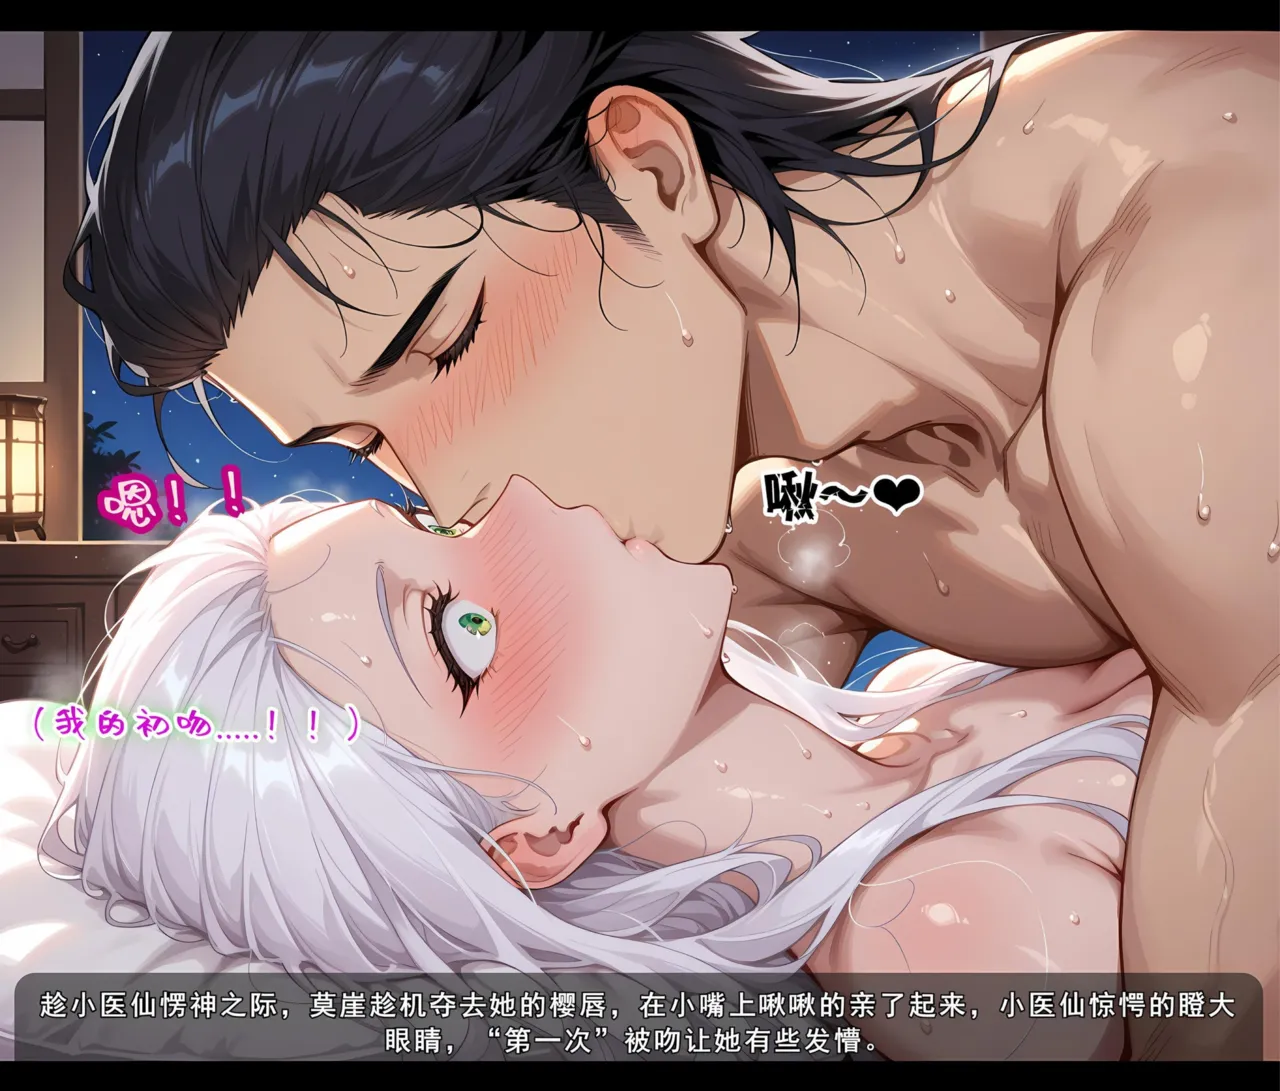 嗯！！
啾～❤
（我的初吻.....！！）
趁小医仙愣神之际，莫崖趁机夺去她的樱唇，在小嘴上啾啾的亲了起来，小医仙惊愕的瞪大
眼睛，“第一次”被吻让她有些发懵。